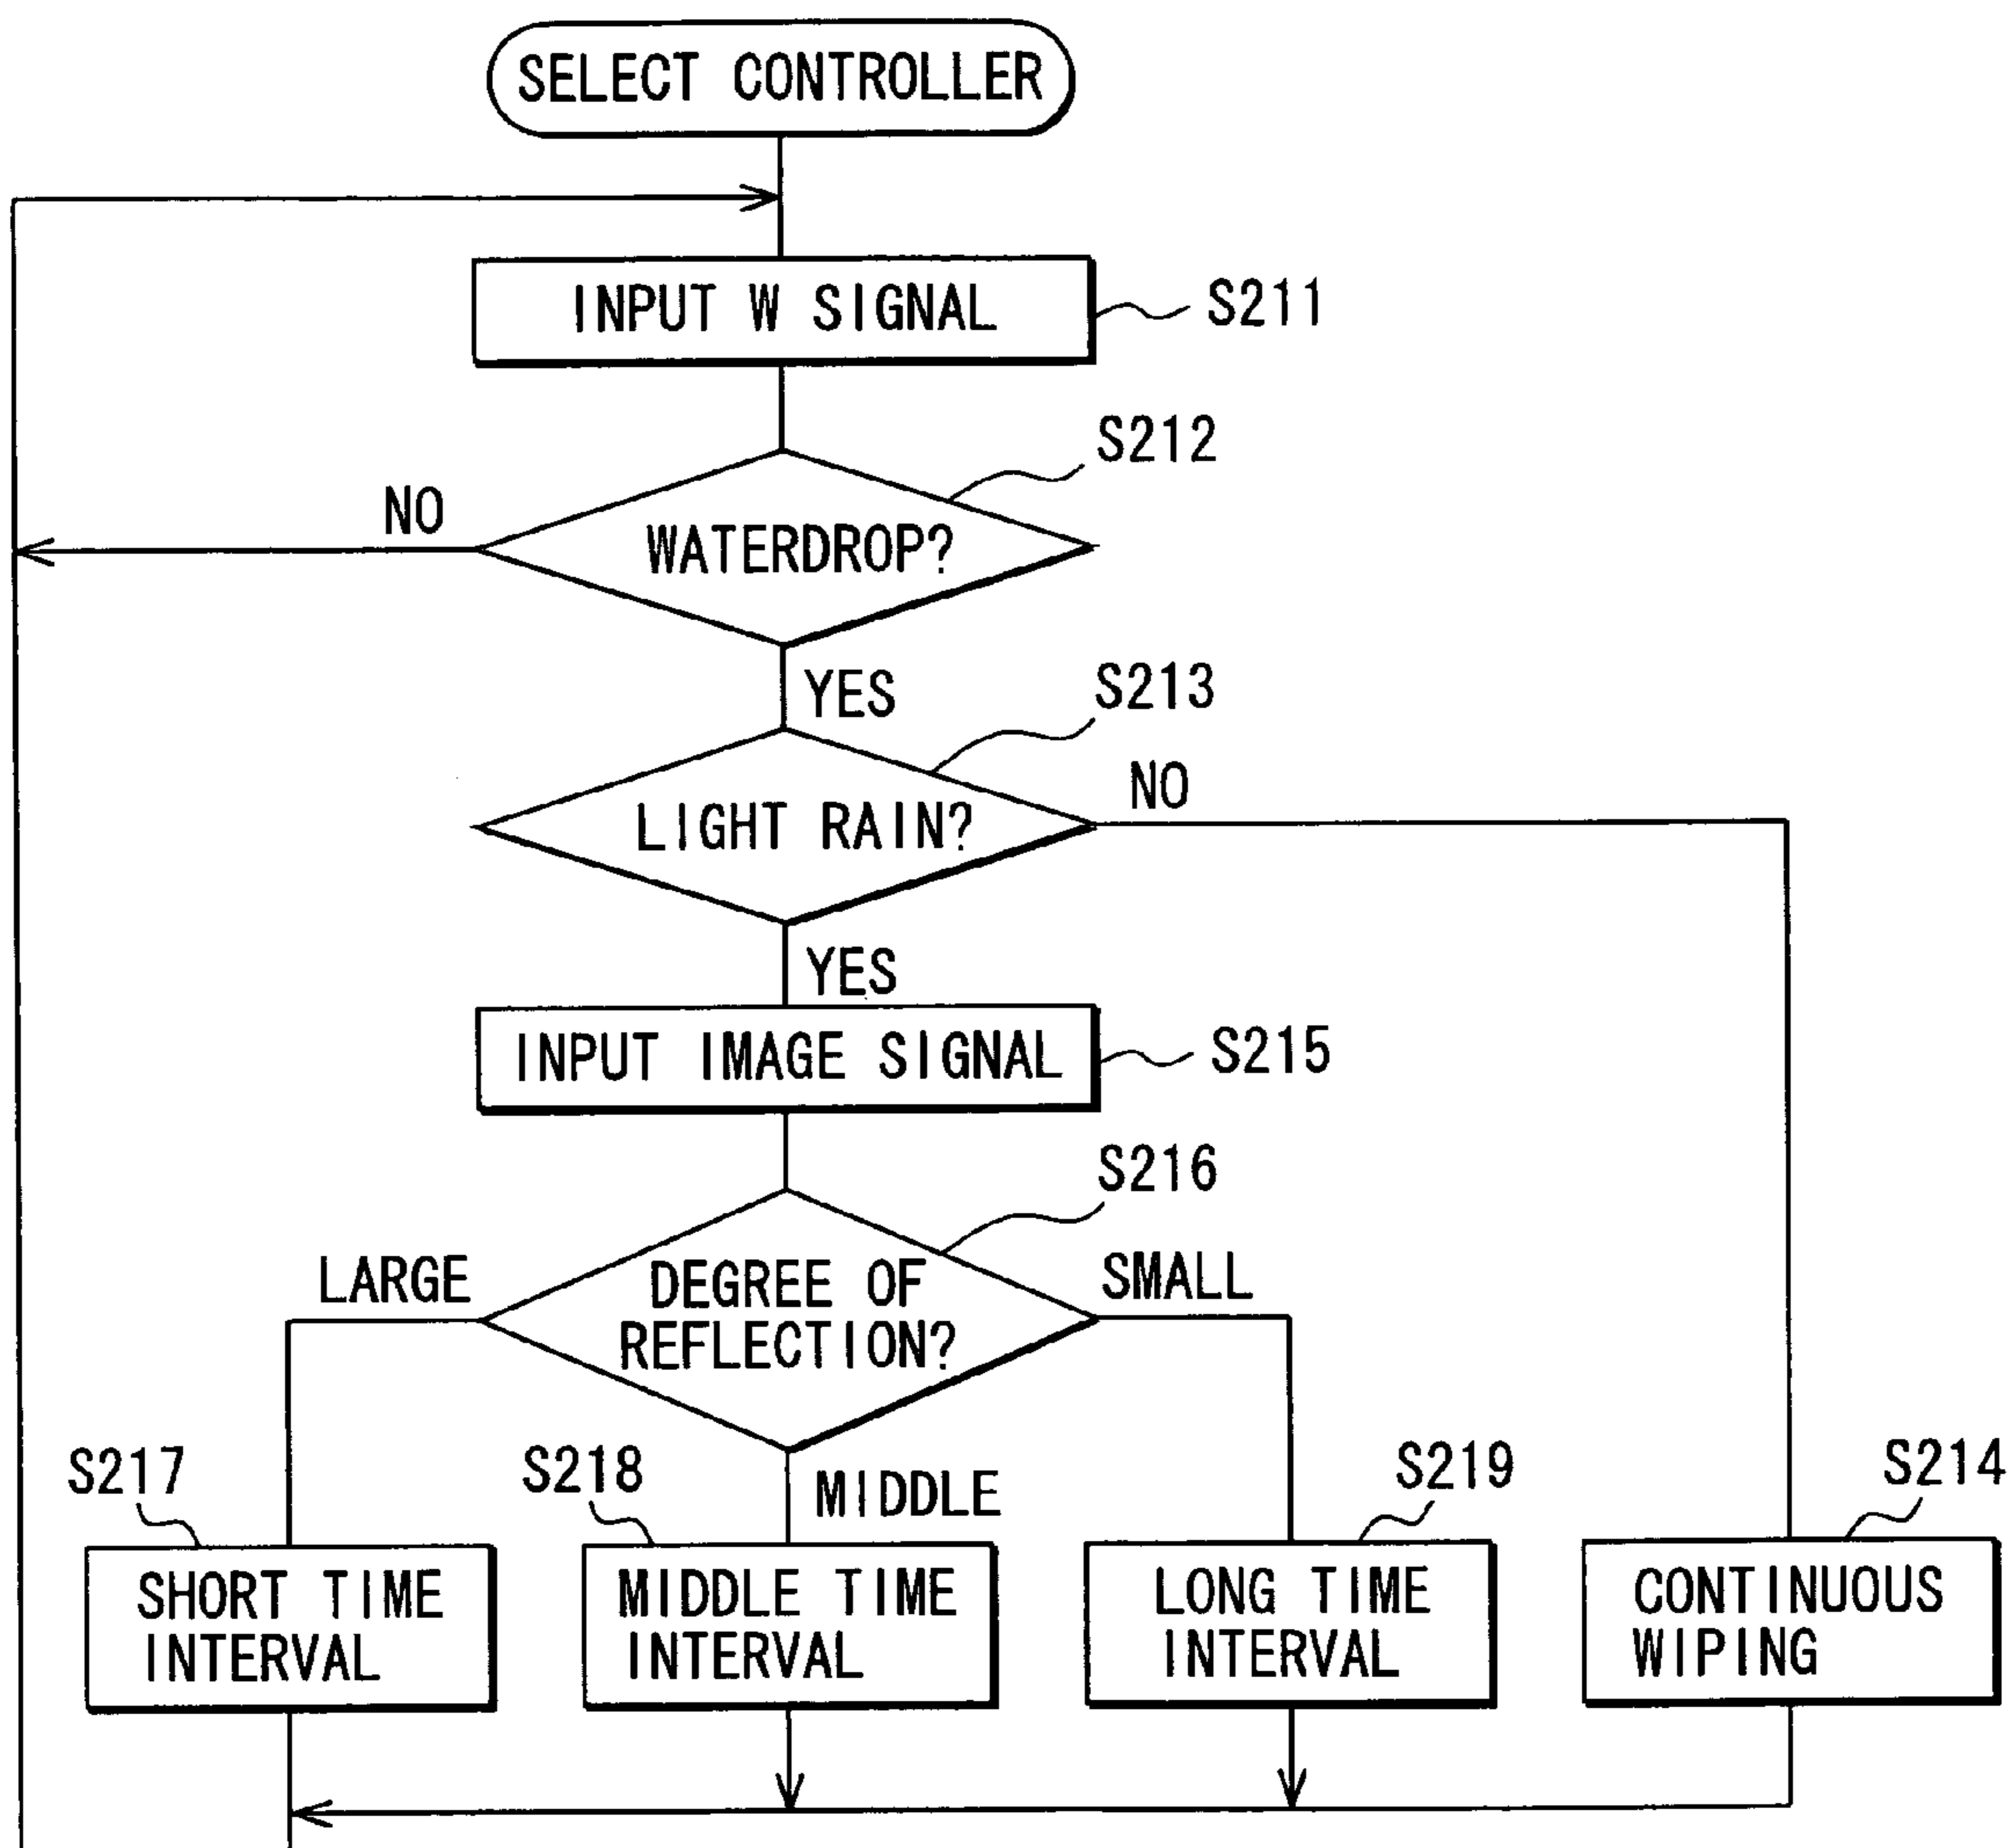 SELECT CONTROLLER
INPUT W SIGNAL
S211
S212
NO
WATERDROP?
YES
S213
NO
LIGHT RAIN?
YES
INPUT IMAGE SIGNAL
S215
S216
LARGE
DEGREE OF
REFLECTION?
SMALL
MIDDLE
S217
SHORT TIME
INTERVAL
S218
MIDDLE TIME
INTERVAL
S219
LONG TIME
INTERVAL
S214
CONTINUOUS
WIPING